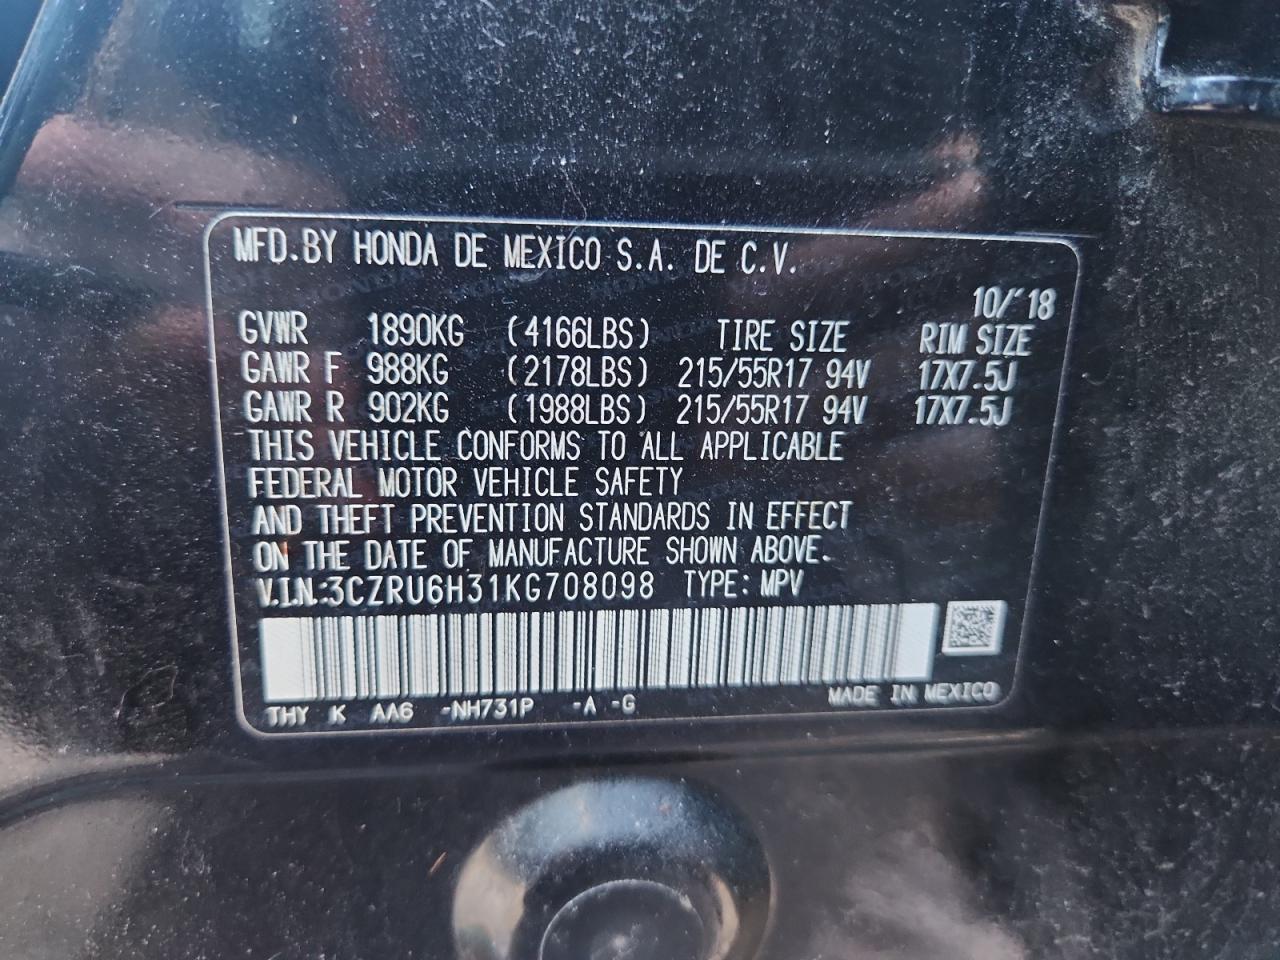 MFD.BY HONDA DE MEXICO S.A. DE C.V.
10/'18
GVWR 1890KG (4166LBS) TIRE SIZE RIM SIZE
GAWR F 988KG (2178LBS) 215/55R17 94V 17X7.5J
GAWR R 902KG (1988LBS) 215/55R17 94V 17X7.5J
THIS VEHICLE CONFORMS TO ALL APPLICABLE
FEDERAL MOTOR VEHICLE SAFETY
AND THEFT PREVENTION STANDARDS IN EFFECT
ON THE DATE OF MANUFACTURE SHOWN ABOVE.
V.I.N.:3CZRU6H31KG708098 TYPE: MPV
THY K AA6 -NH731P -A -G MADE IN MEXICO